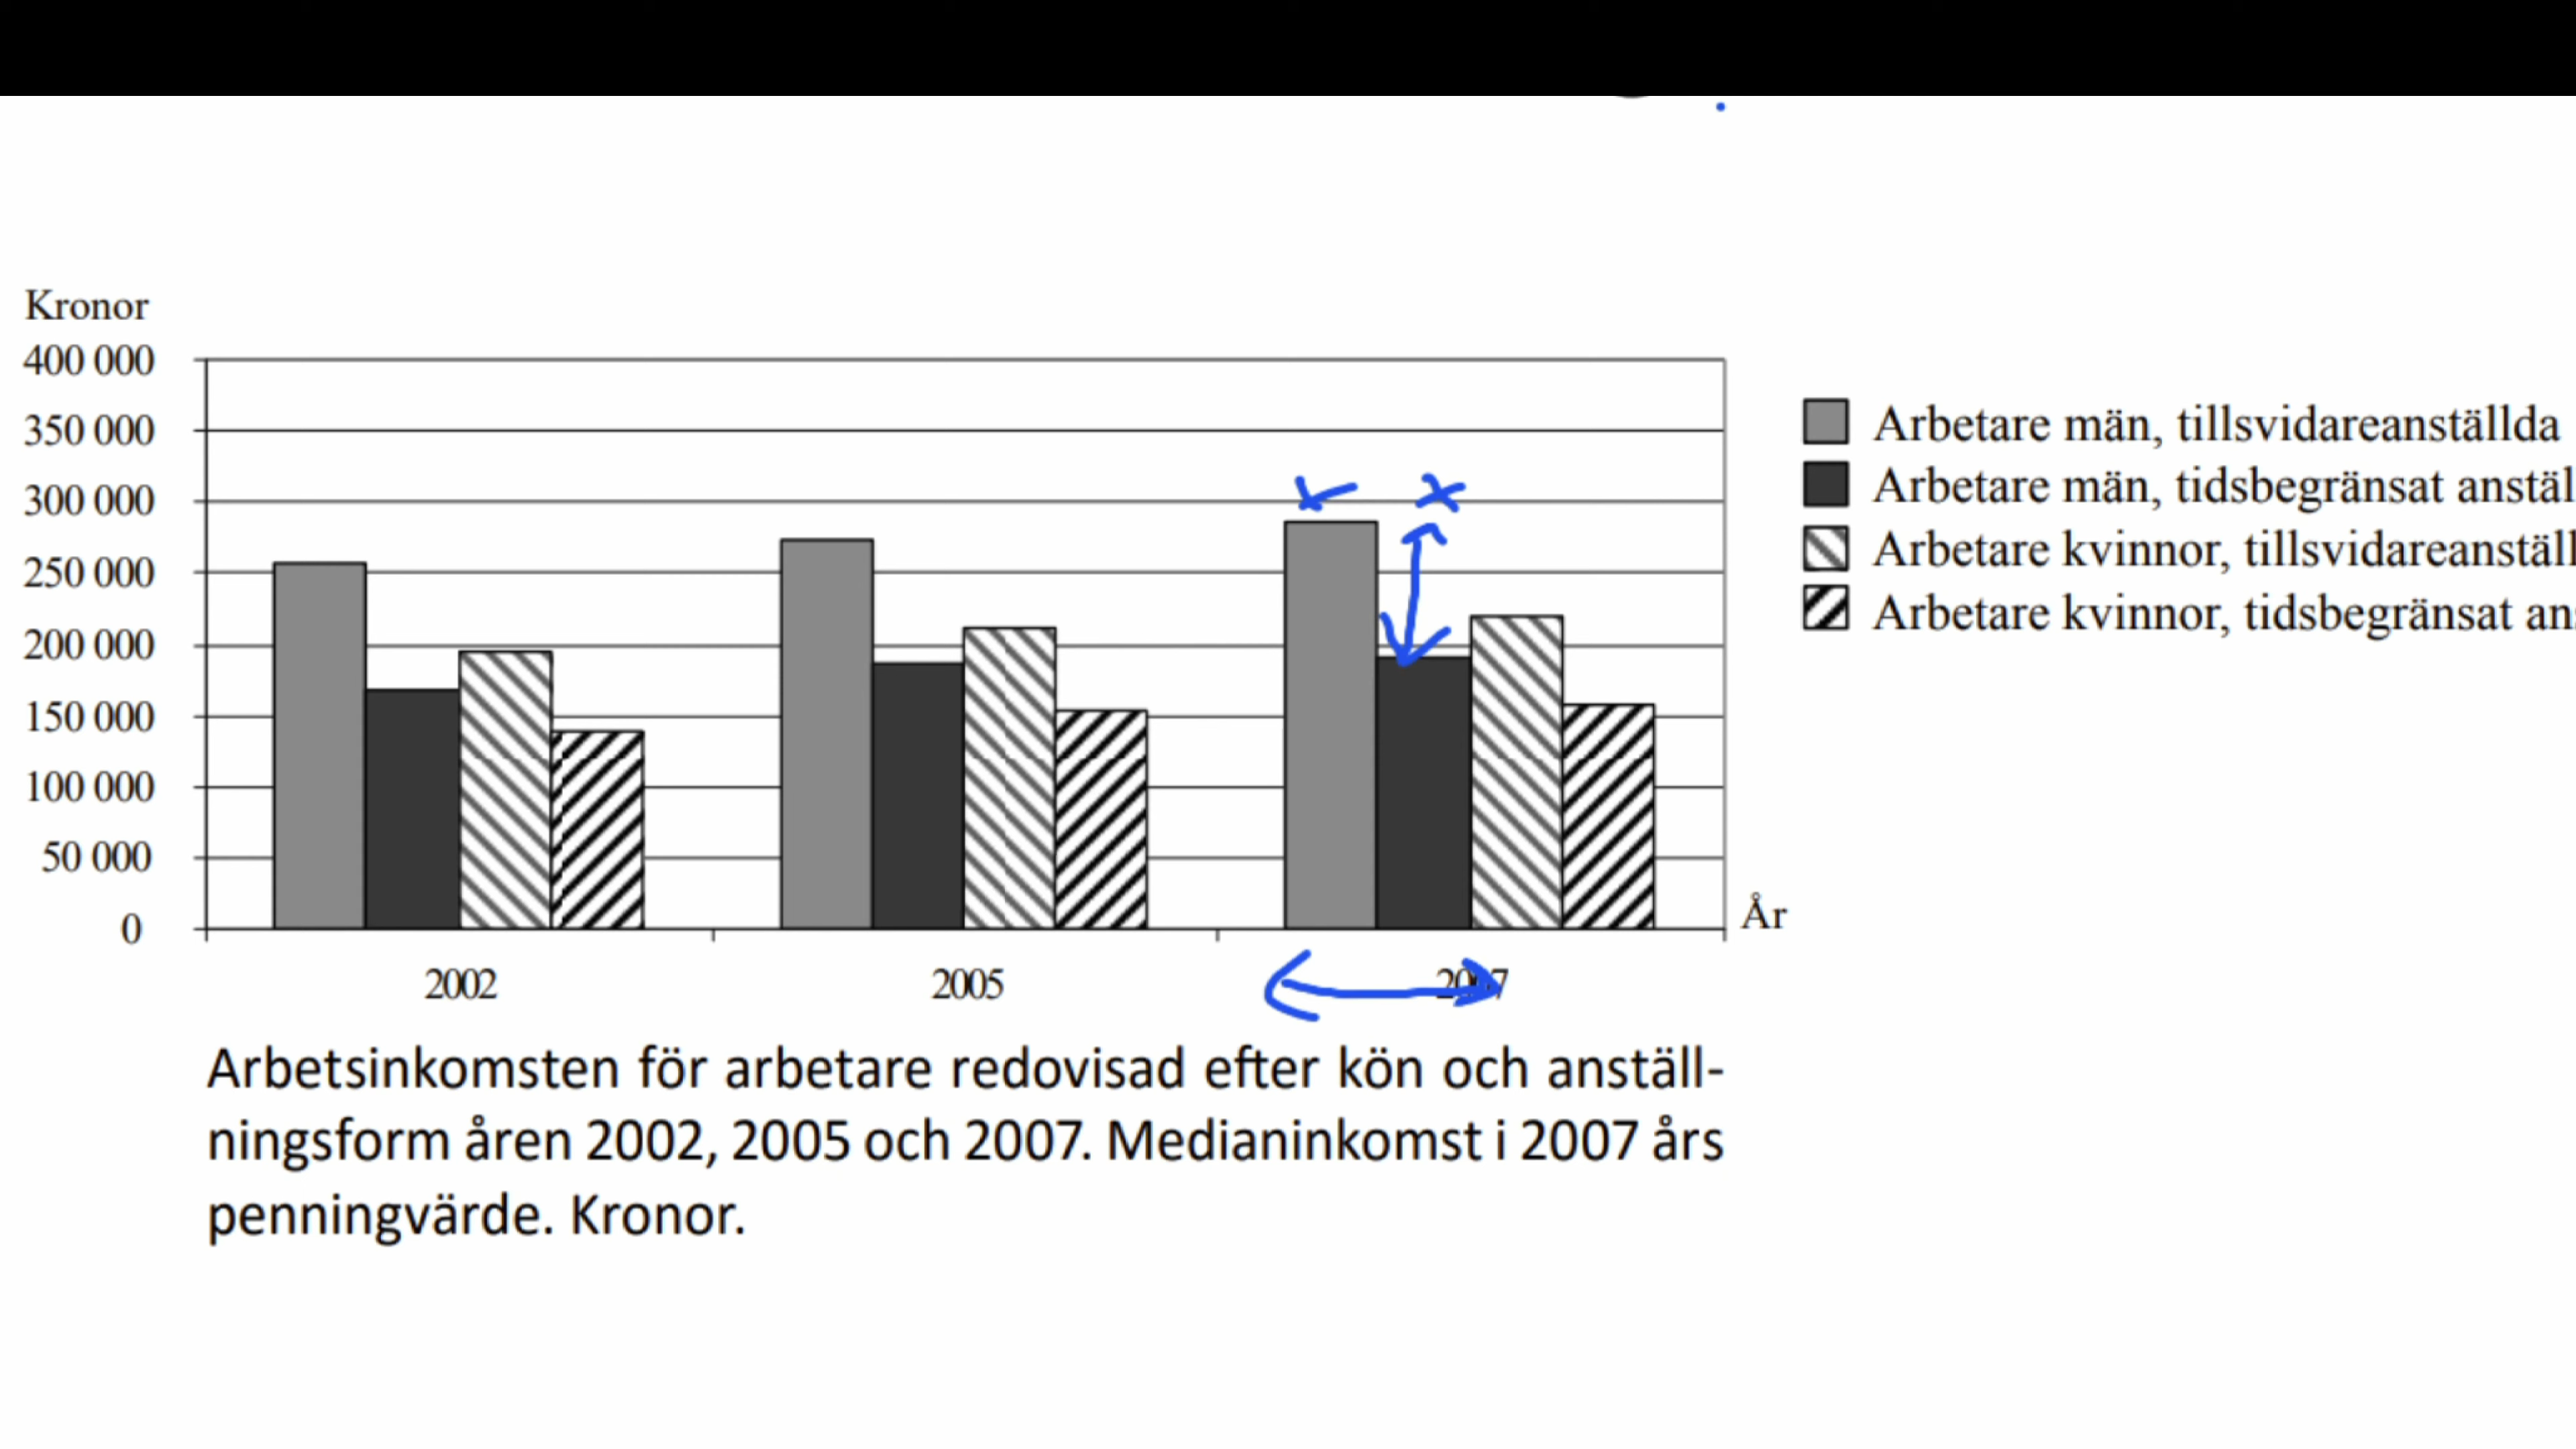 Kronor
400 000
350 000
300 000
250 000
200 000
150 000
100 000
50 000
0
Arbetare män, tillsvidareanställda
Arbetare män, tidsbegränsat anstäl
Arbetare kvinnor, tillsvidareanstäl
Arbetare kvinnor, tidsbegränsat an
År
2002 2005 2007
Arbetsinkomsten för arbetare redovisad efter kön och anställ-
ningsform åren 2002, 2005 och 2007. Medianinkomst i 2007 års
penningvärde. Kronor.